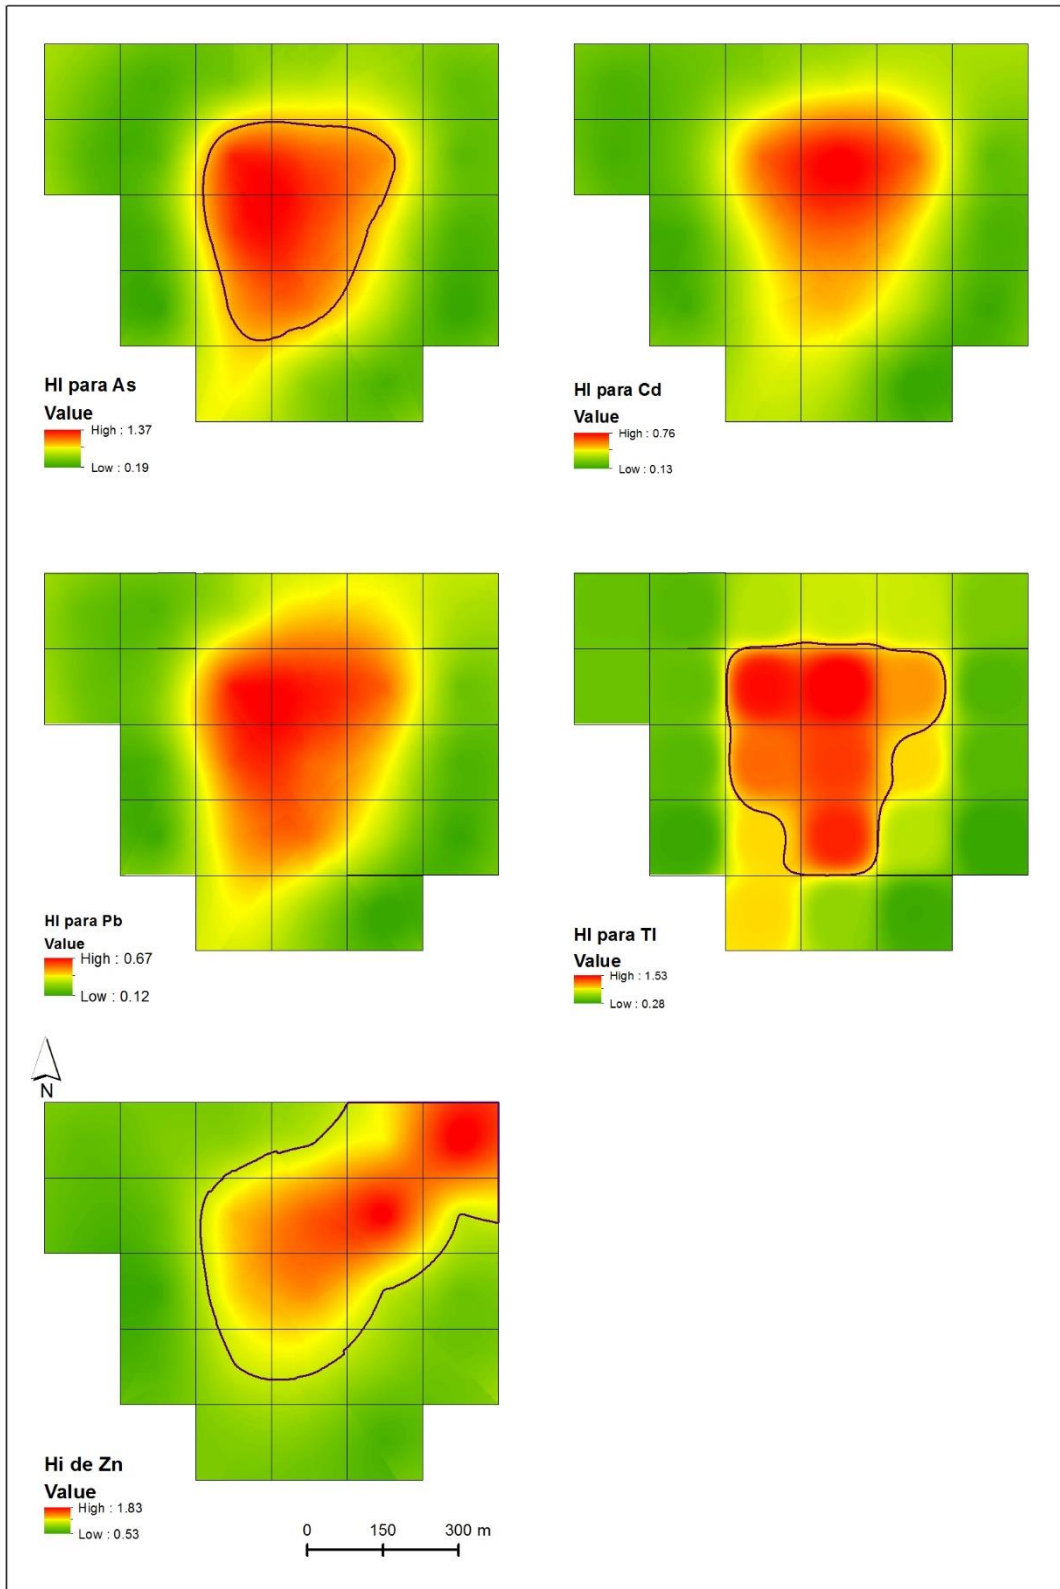 HI para As
Value
High : 1.37
Low : 0.19
HI para Cd
Value
High : 0.76
Low : 0.13
HI para Pb
Value
High : 0.67
Low : 0.12
HI para Tl
Value
High : 1.53
Low : 0.28
N
Hi de Zn
Value
High : 1.83
Low : 0.53
0 150 300 m